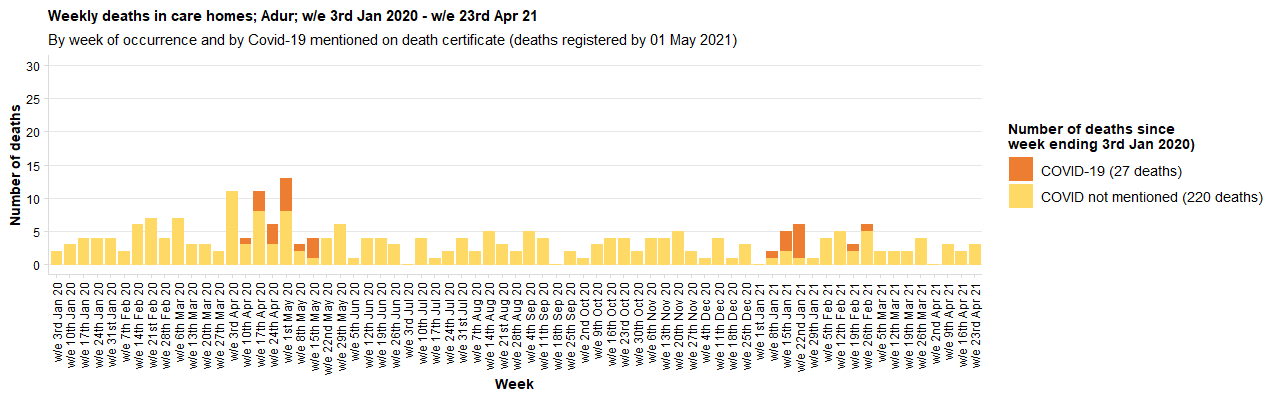 Weekly deaths in care homes; Adur; w/e 3rd Jan 2020 - w/e 23rd Apr 21
By week of occurrence and by Covid-19 mentioned on death certificate (deaths registered by 01 May 2021)
Number of deaths
30
25
20
15
10
5
0
w/e 3rd Jan 20
w/e 10th Jan 20
w/e 17th Jan 20
w/e 24th Jan 20
w/e 31st Jan 20
w/e 7th Feb 20
w/e 14th Feb 20
w/e 21st Feb 20
w/e 28th Feb 20
w/e 6th Mar 20
w/e 13th Mar 20
w/e 20th Mar 20
w/e 27th Mar 20
w/e 3rd Apr 20
w/e 10th Apr 20
w/e 17th Apr 20
w/e 24th Apr 20
w/e 1st May 20
w/e 8th May 20
w/e 15th May 20
w/e 22nd May 20
w/e 29th May 20
w/e 5th Jun 20
w/e 12th Jun 20
w/e 19th Jun 20
w/e 26th Jun 20
w/e 3rd Jul 20
w/e 10th Jul 20
w/e 17th Jul 20
w/e 24th Jul 20
w/e 31st Jul 20
w/e 7th Aug 20
w/e 14th Aug 20
w/e 21st Aug 20
w/e 28th Aug 20
w/e 4th Sep 20
w/e 11th Sep 20
w/e 18th Sep 20
w/e 25th Sep 20
w/e 2nd Oct 20
w/e 9th Oct 20
w/e 16th Oct 20
w/e 23rd Oct 20
w/e 30th Oct 20
w/e 6th Nov 20
w/e 13th Nov 20
w/e 20th Nov 20
w/e 27th Nov 20
w/e 4th Dec 20
w/e 11th Dec 20
w/e 18th Dec 20
w/e 25th Dec 20
w/e 1st Jan 21
w/e 8th Jan 21
w/e 15th Jan 21
w/e 22nd Jan 21
w/e 29th Jan 21
w/e 5th Feb 21
w/e 12th Feb 21
w/e 19th Feb 21
w/e 26th Feb 21
w/e 5th Mar 21
w/e 12th Mar 21
w/e 19th Mar 21
w/e 26th Mar 21
w/e 2nd Apr 21
w/e 9th Apr 21
w/e 16th Apr 21
w/e 23rd Apr 21
Week
Number of deaths since
week ending 3rd Jan 2020)
COVID-19 (27 deaths)
COVID not mentioned (220 deaths)